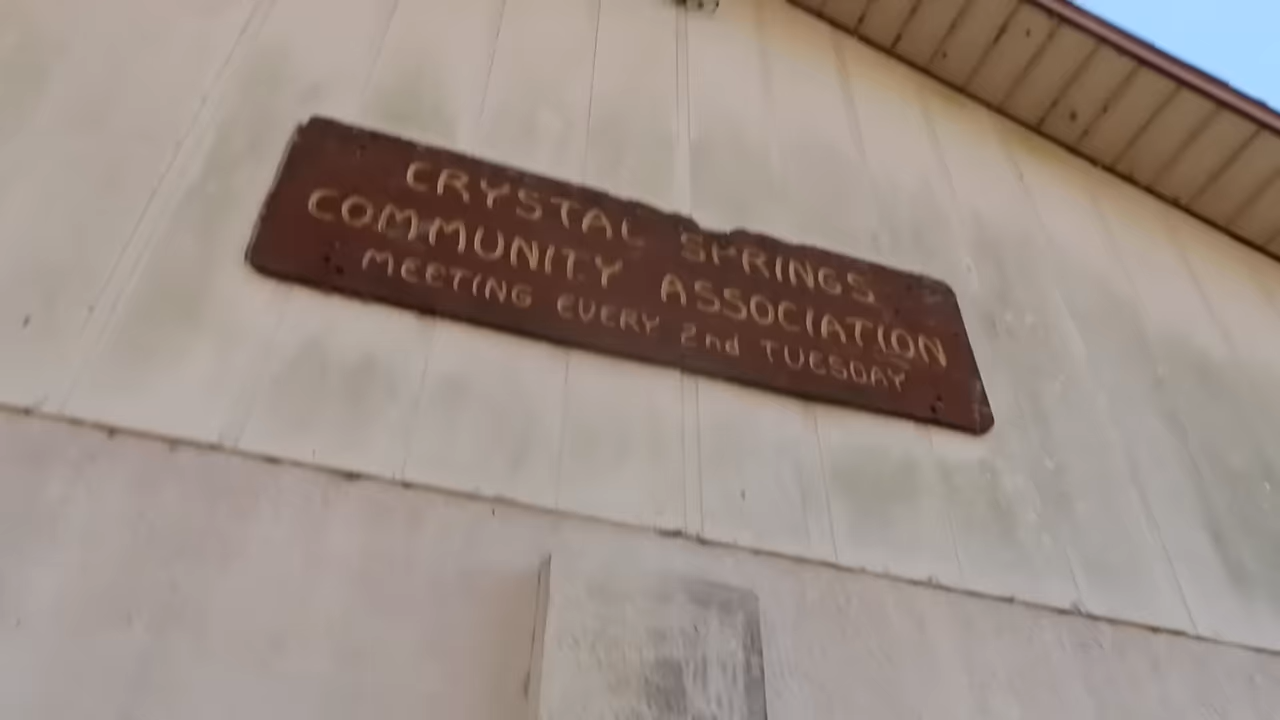 CRYSTAL SPRINGS
COMMUNITY ASSOCIATION
MEETING EVERY 2nd TUESDAY